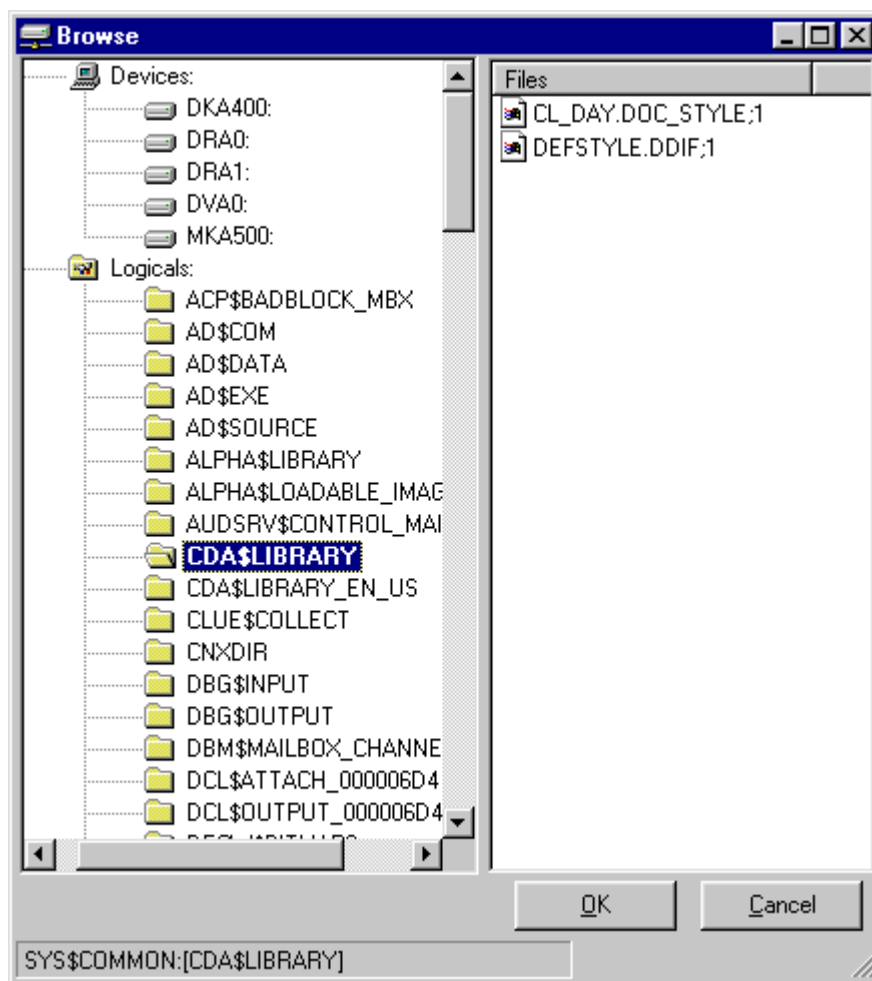 Browse
Devices:
DKA400:
DRA0:
DRA1:
DVA0:
MKA500:
Logicals:
ACP$BADBLOCK_MBX
AD$COM
AD$DATA
AD$EXE
AD$SOURCE
ALPHA$LIBRARY
ALPHA$LOADABLE_IMAG
AUDSRV$CONTROL_MAI
CDA$LIBRARY
CDA$LIBRARY_EN_US
CLUE$COLLECT
CNXDIR
DBG$INPUT
DBG$OUTPUT
DBM$MAILBOX_CHANNE
DCL$ATTACH_000006D4
DCL$OUTPUT_000006D4
Files
CL_DAY.DOC_STYLE;1
DEFSTYLE.DDIF;1
OK
Cancel
SYS$COMMON:[CDA$LIBRARY]